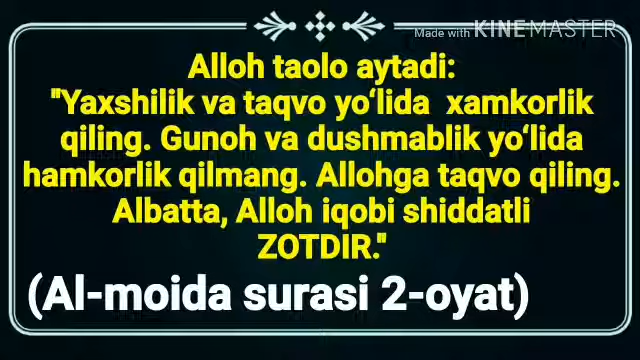 Made with KINEMASTER
Alloh taolo aytadi:
"Yaxshilik va taqvo yo‘lida xamkorlik
qiling. Gunoh va dushmablik yo‘lida
hamkorlik qilmang. Allohga taqvo qiling.
Albatta, Alloh iqobi shiddatli
ZOTDIR."
(Al-moida surasi 2-oyat)